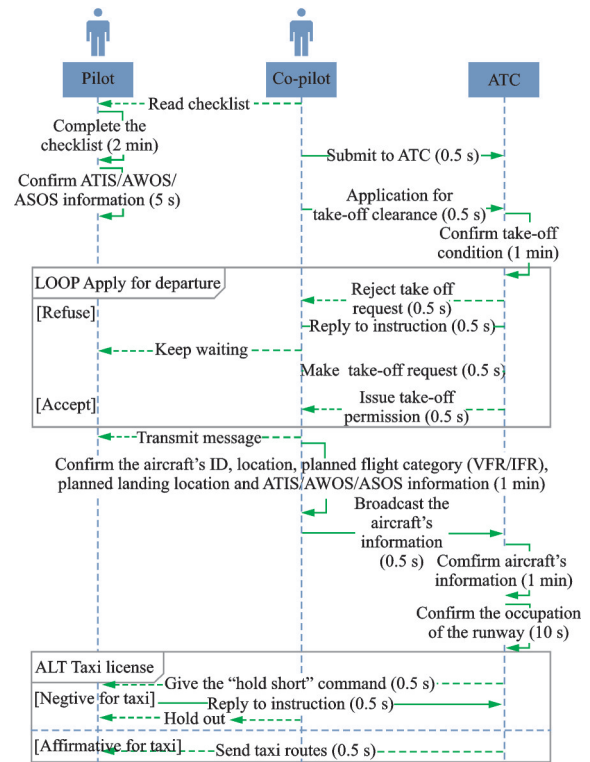 Pilot
Co-pilot
ATC
Read checklist
Complete the
checklist (2 min)
Submit to ATC (0.5 s)
Confirm ATIS/AWOS/
ASOS information (5 s)
Application for
take-off clearance (0.5 s)
Confirm take-off
condition (1 min)
LOOP Apply for departure
Reject take off
request (0.5 s)
[Refuse]
Reply to instruction (0.5 s)
Keep waiting
Make take-off request (0.5 s)
[Accept]
Issue take-off
permission (0.5 s)
Transmit message
Confirm the aircraft's ID, location, planned flight category (VFR/IFR),
planned landing location and ATIS/AWOS/ASOS information (1 min)
Broadcast the
aircraft's
information
(0.5 s)
Comfirm aircraft's
information (1 min)
Confirm the occupation
of the runway (10 s)
ALT Taxi license
Give the "hold short" command (0.5 s)
[Negtive for taxi]
Reply to instruction (0.5 s)
Hold out
[Affirmative for taxi]
Send taxi routes (0.5 s)